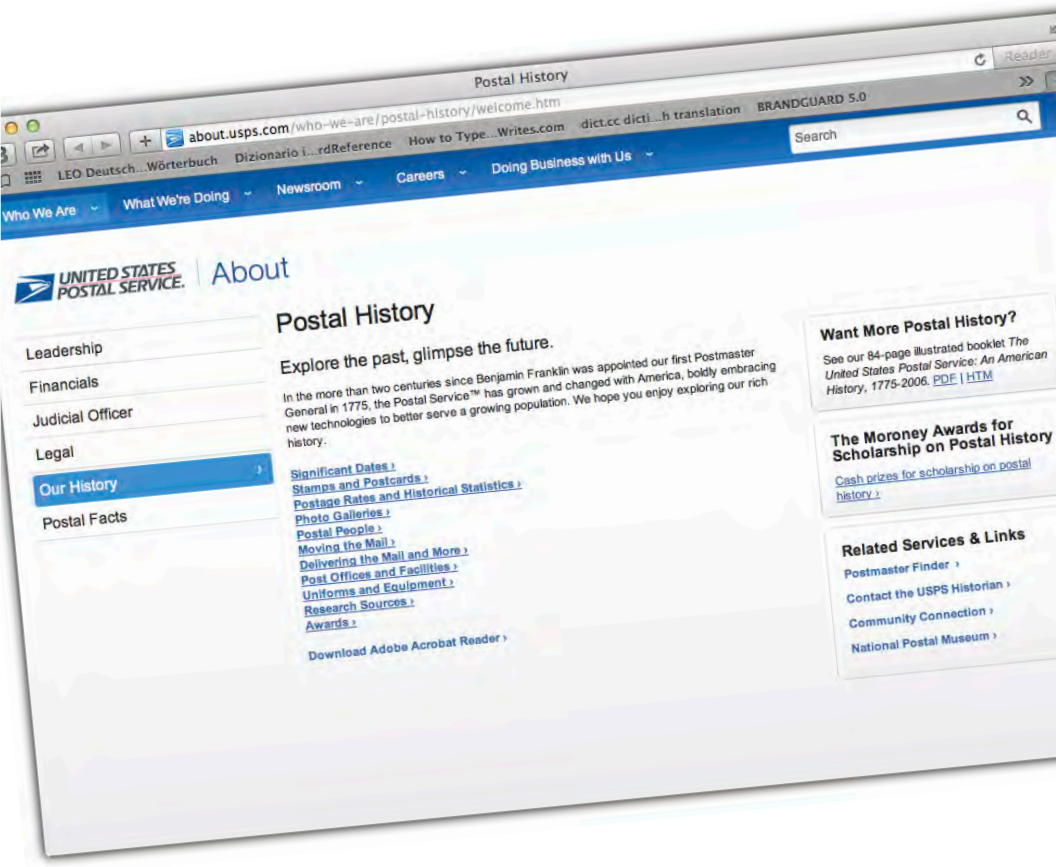 Postal History
Reader
about.usps.com/who-we-are/postal-history/welcome.htm
LEO Deutsch...Wörterbuch Dizionario i...rdReference How to Type...Writes.com dict.cc dicti...h translation BRANDGUARD 5.0
Who We Are What We're Doing Newsroom Careers Doing Business with Us Search
UNITED STATES
POSTAL SERVICE. About
Leadership
Financials
Judicial Officer
Legal
Our History ›
Postal Facts
Postal History
Explore the past, glimpse the future.
In the more than two centuries since Benjamin Franklin was appointed our first Postmaster
General in 1775, the Postal Service™ has grown and changed with America, boldly embracing
new technologies to better serve a growing population. We hope you enjoy exploring our rich
history.
Significant Dates ›
Stamps and Postcards ›
Postage Rates and Historical Statistics ›
Photo Galleries ›
Postal People ›
Moving the Mail ›
Delivering the Mail and More ›
Post Offices and Facilities ›
Uniforms and Equipment ›
Research Sources ›
Awards ›
Download Adobe Acrobat Reader ›
Want More Postal History?
See our 84-page illustrated booklet The
United States Postal Service: An American
History, 1775-2006. PDF | HTM
The Moroney Awards for
Scholarship on Postal History
Cash prizes for scholarship on postal
history ›
Related Services & Links
Postmaster Finder ›
Contact the USPS Historian ›
Community Connection ›
National Postal Museum ›